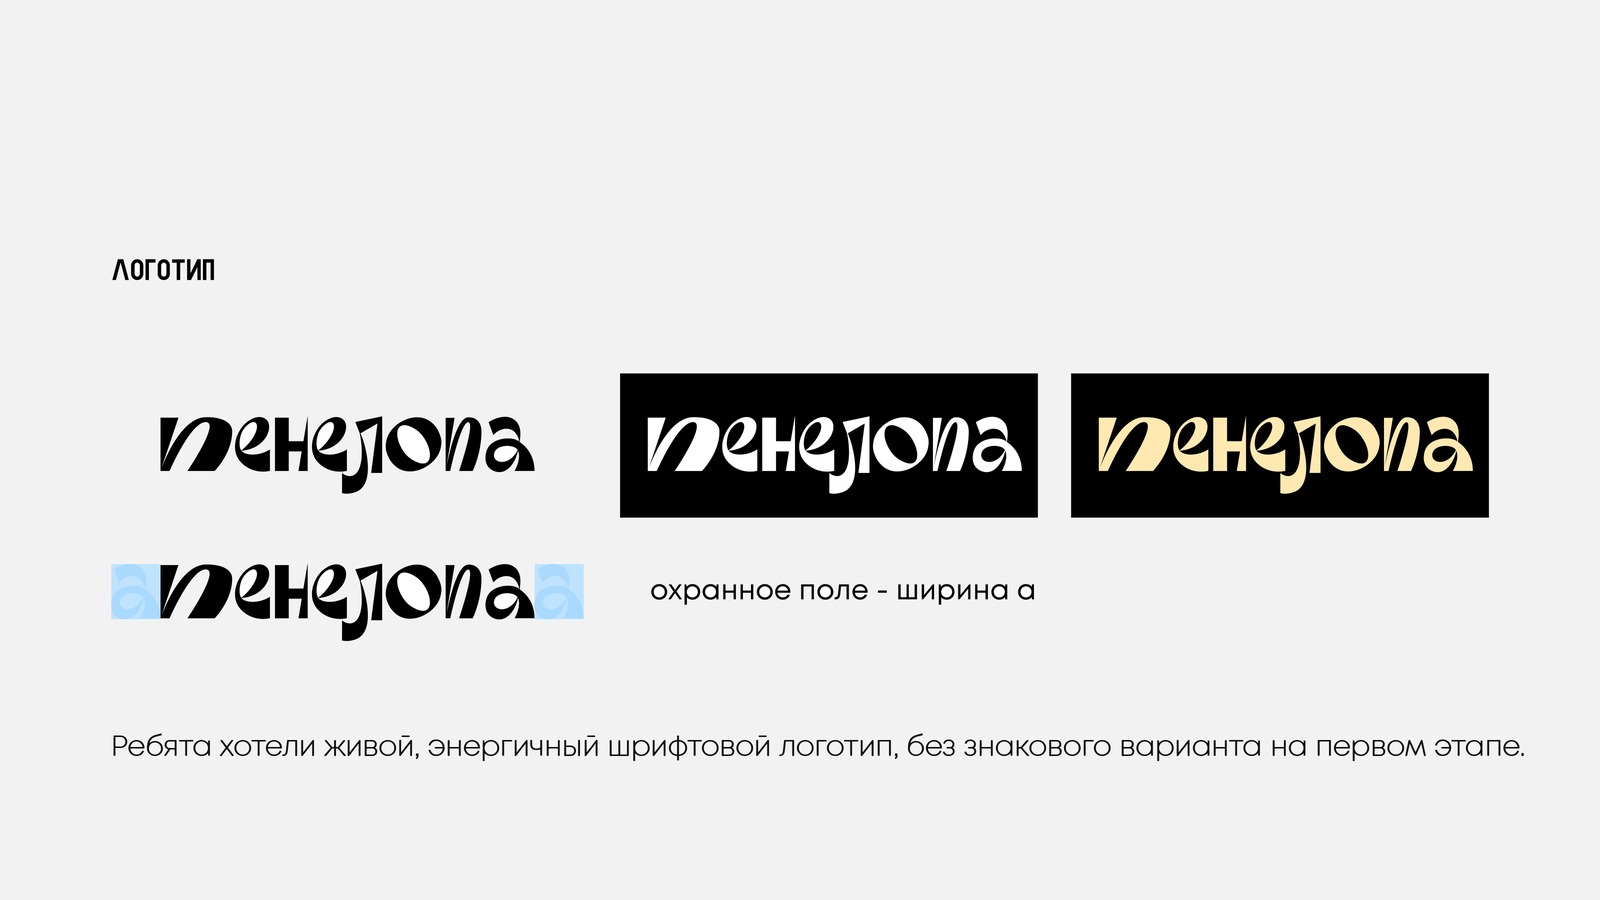 ЛОГОТИП
пенелопа
пенелопа
пенелопа
а пенелопа а
охранное поле - ширина а
Ребята хотели живой, энергичный шрифтовой логотип, без знакового варианта на первом этапе.